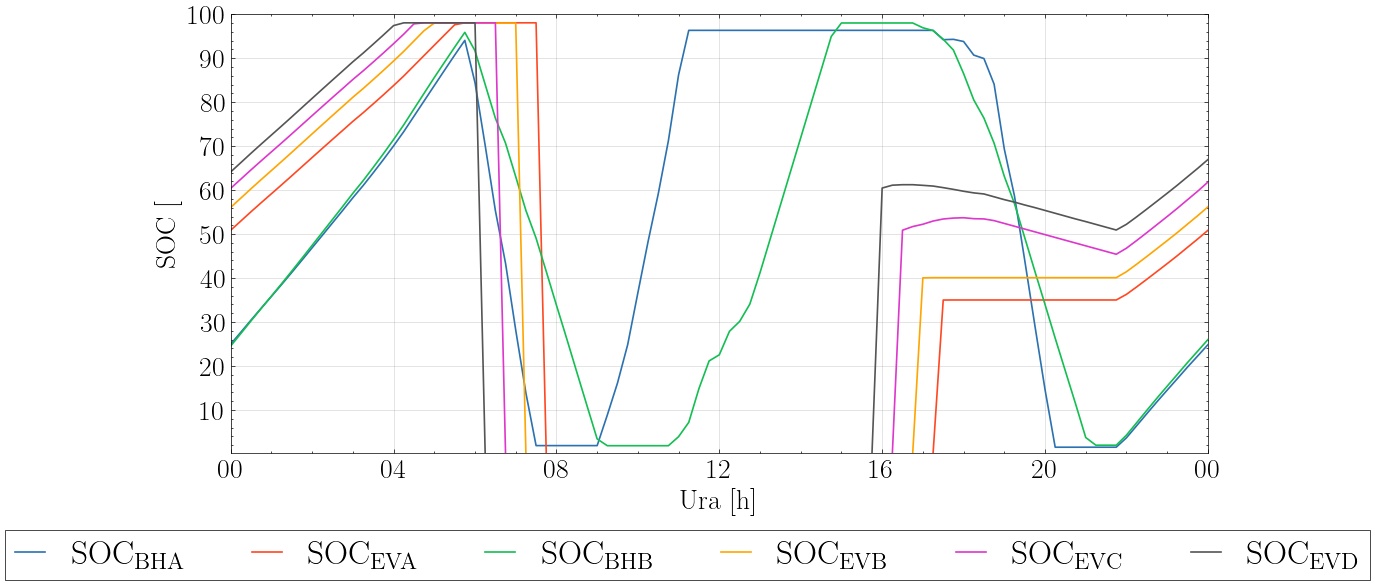 100
90
80
70
60
50
40
30
20
10
SOC [
00 04 08 12 16 20 00
Ura [h]
SOC_BHA SOC_EVA SOC_BHB SOC_EVB SOC_EVC SOC_EVD